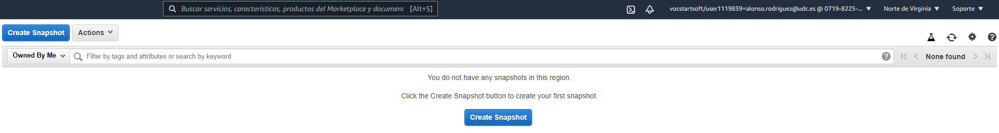 Buscar servicios, características, productos del Marketplace y document [Alt+S]
vocstartsoft/user1119839=alonso.rodriguez@udc.es @ 0719-8225-...
Norte de Virginia
Soporte
Create Snapshot
Actions
Owned By Me
Filter by tags and attributes or search by keyword
None found
You do not have any snapshots in this region.
Click the Create Snapshot button to create your first snapshot.
Create Snapshot